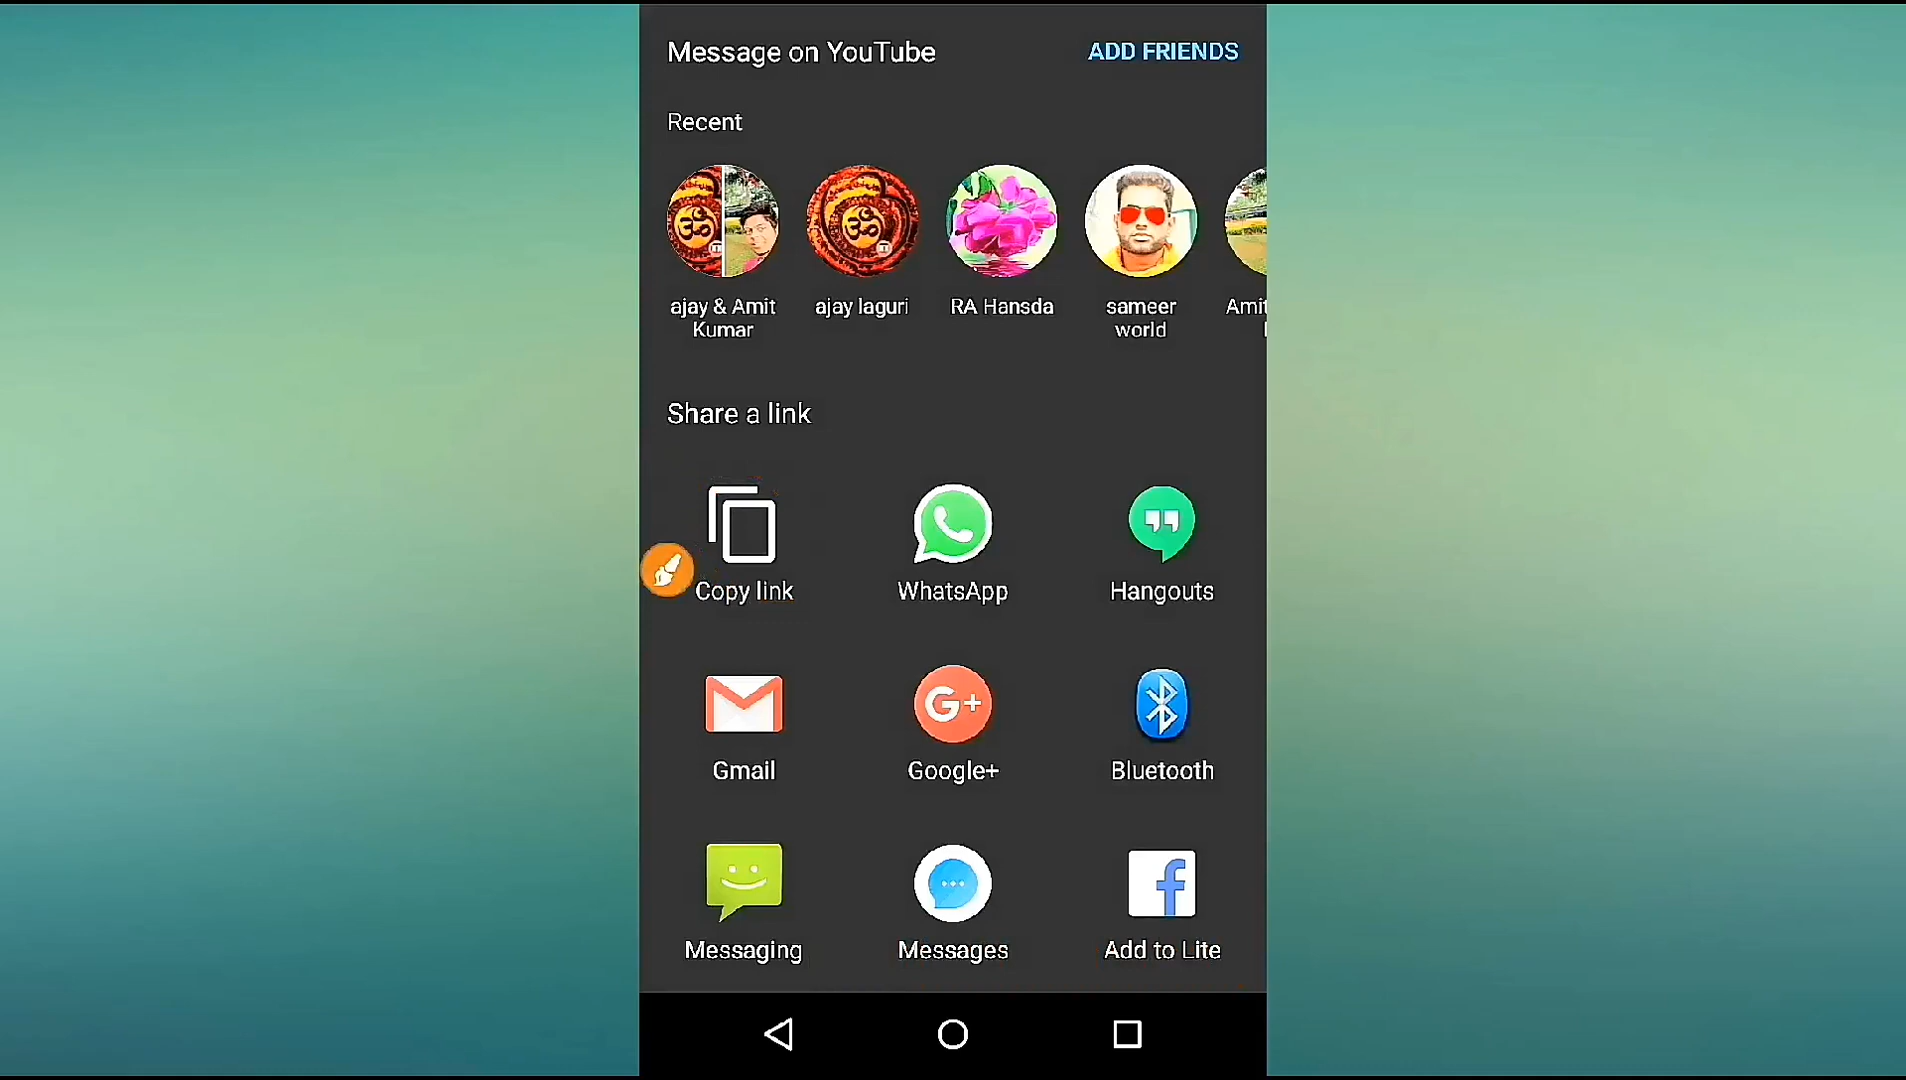 Message on YouTube
ADD FRIENDS
Recent
ajay & Amit
Kumar
ajay laguri
RA Hansda
sameer
world
Amit
Share a link
Copy link
WhatsApp
Hangouts
G+
Gmail
Google+
Bluetooth
Messaging
Messages
Add to Lite